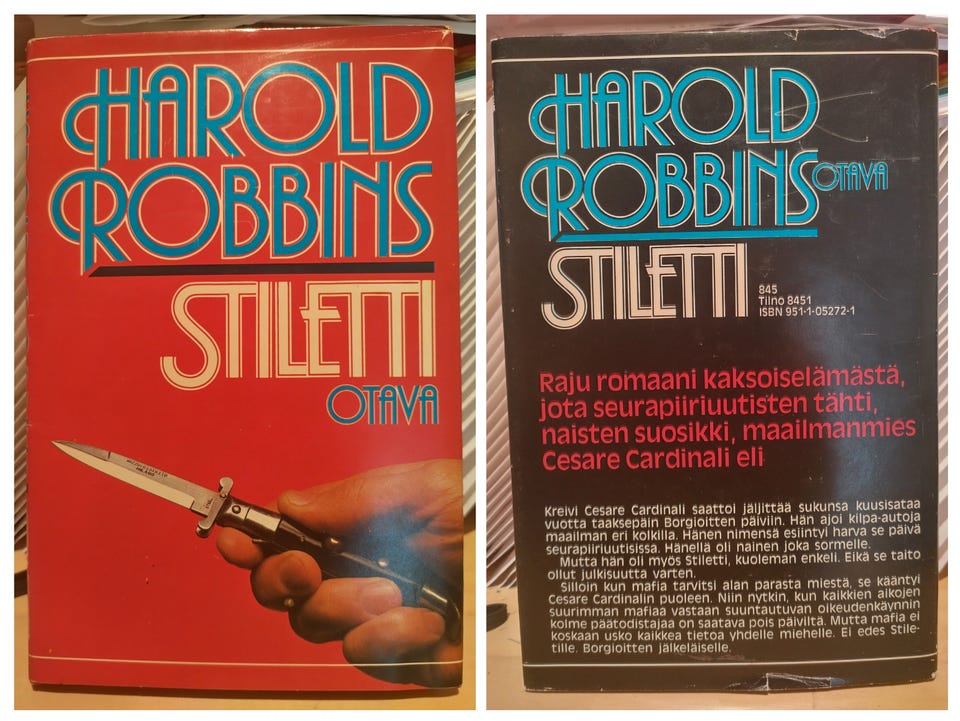 HAROLD
ROBBINS
STILETTI
OTAVA
HAROLD
ROBBINS
OTAVA
STILETTI
845
Tilno 8451
ISBN 951-1-05272-1
Raju romaani kaksoiselämästä,
jota seurapiiriuutisten tähti,
naisten suosikki, maailmanmies
Cesare Cardinali eli
Kreivi Cesare Cardinali saattoi jäljittää sukunsa kuusisataa
vuotta taaksepäin Borgioitten päiviin. Hän ajoi kilpa-autoja
maailman eri kolkilla. Hänen nimensä esiintyi harva se päivä
seurapiiriuutisissa. Hänellä oli nainen joka sormelle.
Mutta hän oli myös Stiletti, kuoleman enkeli. Eikä se taito
ollut julkisuutta varten.
Silloin kun mafia tarvitsi alan parasta miestä, se kääntyi
Cesare Cardinalin puoleen. Niin nytkin, kun kaikkien aikojen
suurimman mafiaa vastaan suuntautuvan oikeudenkäynnin
kolme päätodistajaa on saatava pois päiviltä. Mutta mafia ei
koskaan usko kaikkea tietoa yhdelle miehelle. Ei edes Stile-
tille. Borgioitten jälkeläiselle.